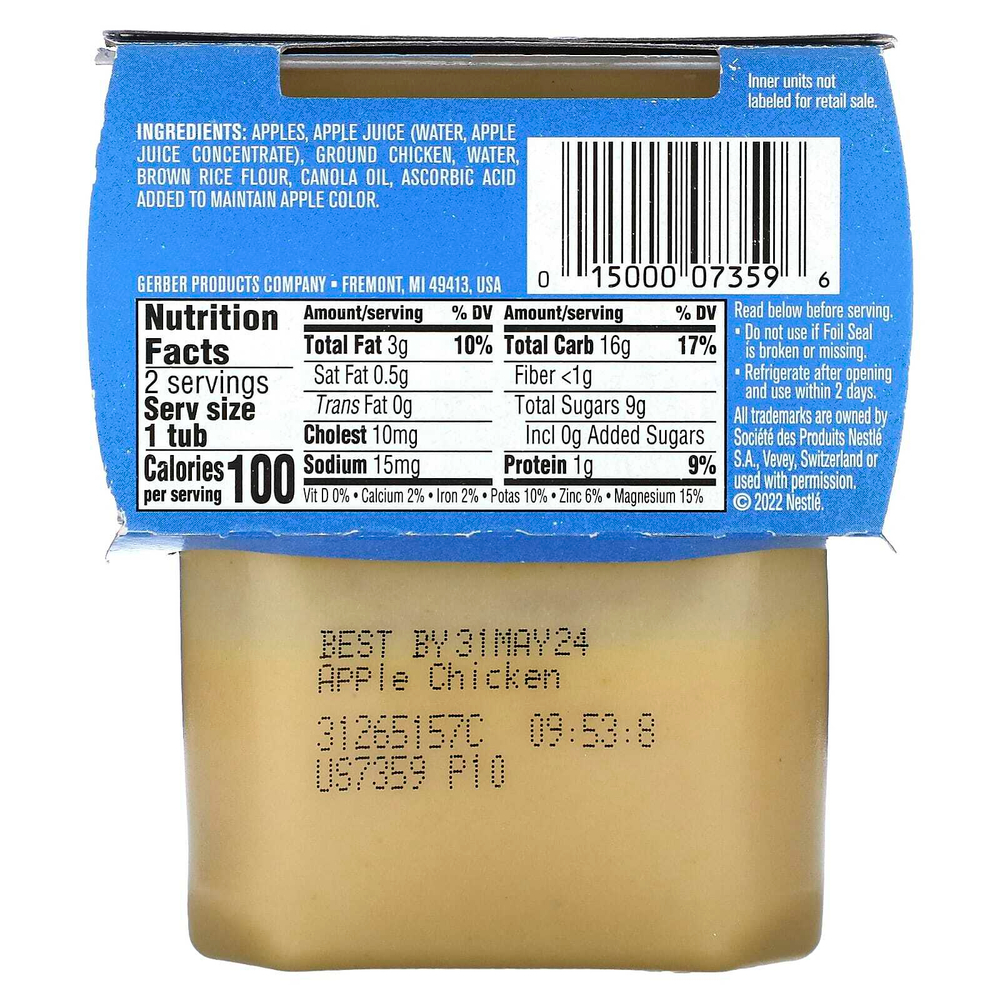 Inner units not
labeled for retail sale.
INGREDIENTS: APPLES, APPLE JUICE (WATER, APPLE
JUICE CONCENTRATE), GROUND CHICKEN, WATER,
BROWN RICE FLOUR, CANOLA OIL, ASCORBIC ACID
ADDED TO MAINTAIN APPLE COLOR.
GERBER PRODUCTS COMPANY • FREMONT, MI 49413, USA
0 15000 07359 6
Nutrition
Facts
2 servings
Serv size
1 tub
Calories 100
per serving
Amount/serving % DV
Total Fat 3g 10%
Sat Fat 0.5g
Trans Fat 0g
Cholest 10mg
Sodium 15mg
Amount/serving % DV
Total Carb 16g 17%
Fiber <1g
Total Sugars 9g
Incl 0g Added Sugars
Protein 1g 9%
Vit D 0% • Calcium 2% • Iron 2% • Potas 10% • Zinc 6% • Magnesium 15%
Read below before serving.
• Do not use if Foil Seal
is broken or missing.
• Refrigerate after opening
and use within 2 days.
All trademarks are owned by
Société des Produits Nestlé
S.A., Vevey, Switzerland or
used with permission.
© 2022 Nestlé.
BEST BY 31MAY24
APPle Chicken
31265157C 09:53:8
US7359 P10